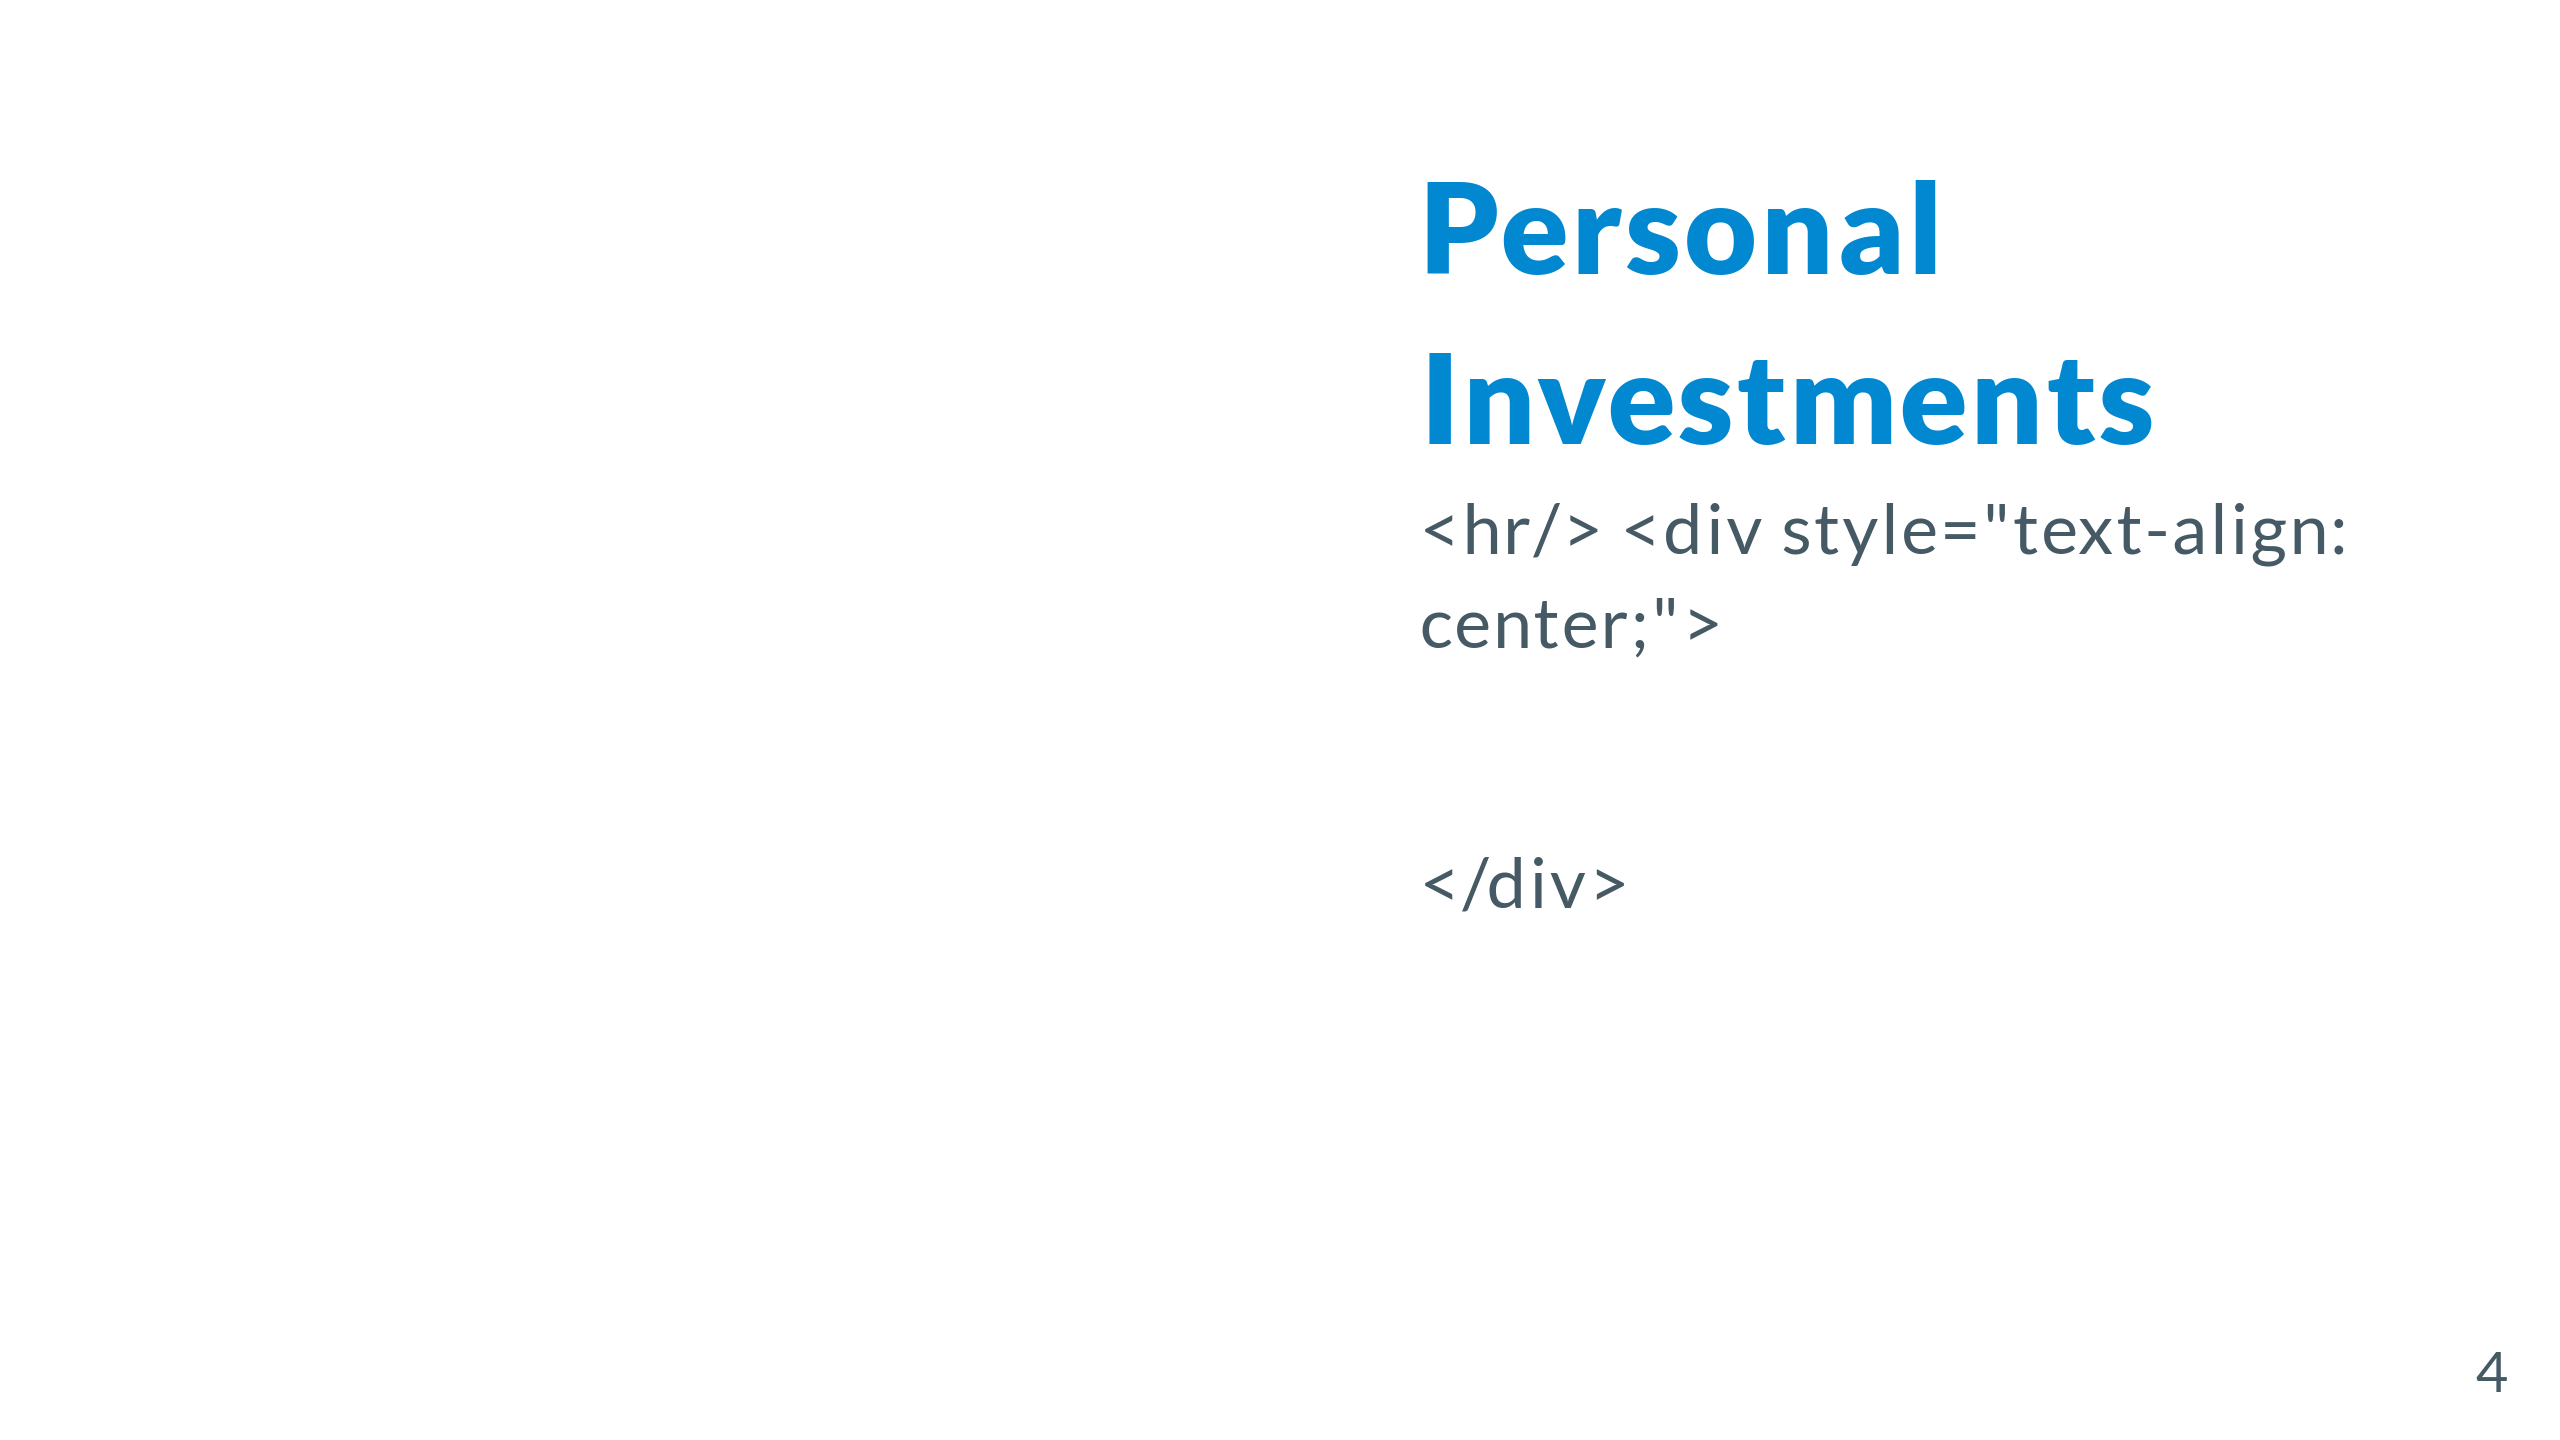 Personal
Investments
<hr/> <div style="text-align:
center;">
</div>
4